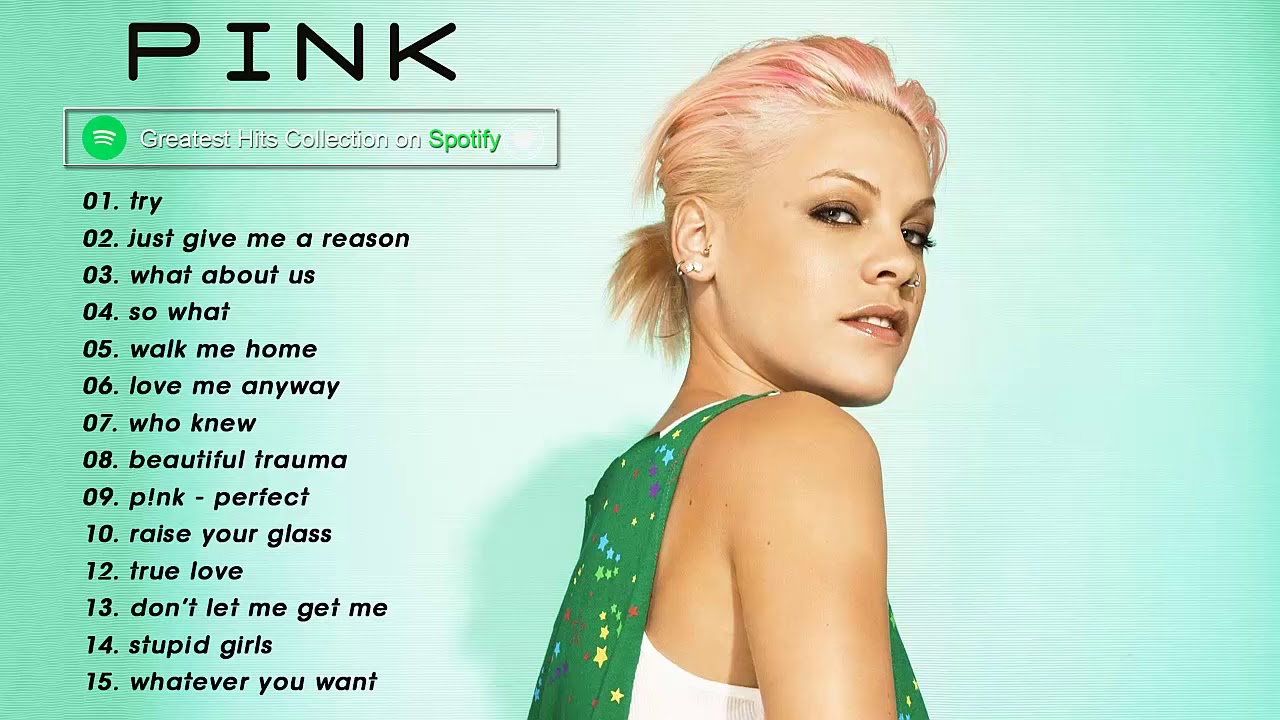 PINK
Greatest Hits Collection on Spotify
01. try
02. just give me a reason
03. what about us
04. so what
05. walk me home
06. love me anyway
07. who knew
08. beautiful trauma
09. p!nk - perfect
10. raise your glass
12. true love
13. don't let me get me
14. stupid girls
15. whatever you want